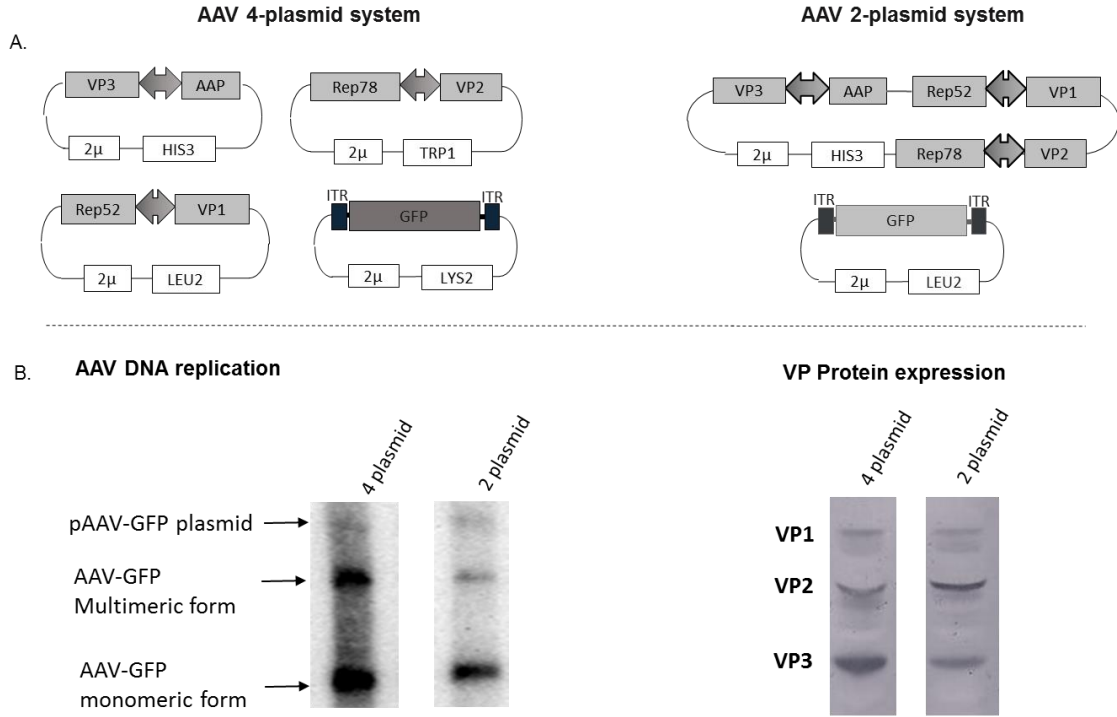 AAV 4-plasmid system
AAV 2-plasmid system
A.
VP3 AAP
2μ HIS3
Rep78 VP2
2μ TRP1
Rep52 VP1
2μ LEU2
ITR ITR
GFP
2μ LYS2
VP3 AAP Rep52 VP1
2μ HIS3 Rep78 VP2
ITR ITR
GFP
2μ LEU2
B.
AAV DNA replication
4 plasmid
2 plasmid
pAAV-GFP plasmid
AAV-GFP
Multimeric form
AAV-GFP
monomeric form
VP Protein expression
4 plasmid
2 plasmid
VP1
VP2
VP3